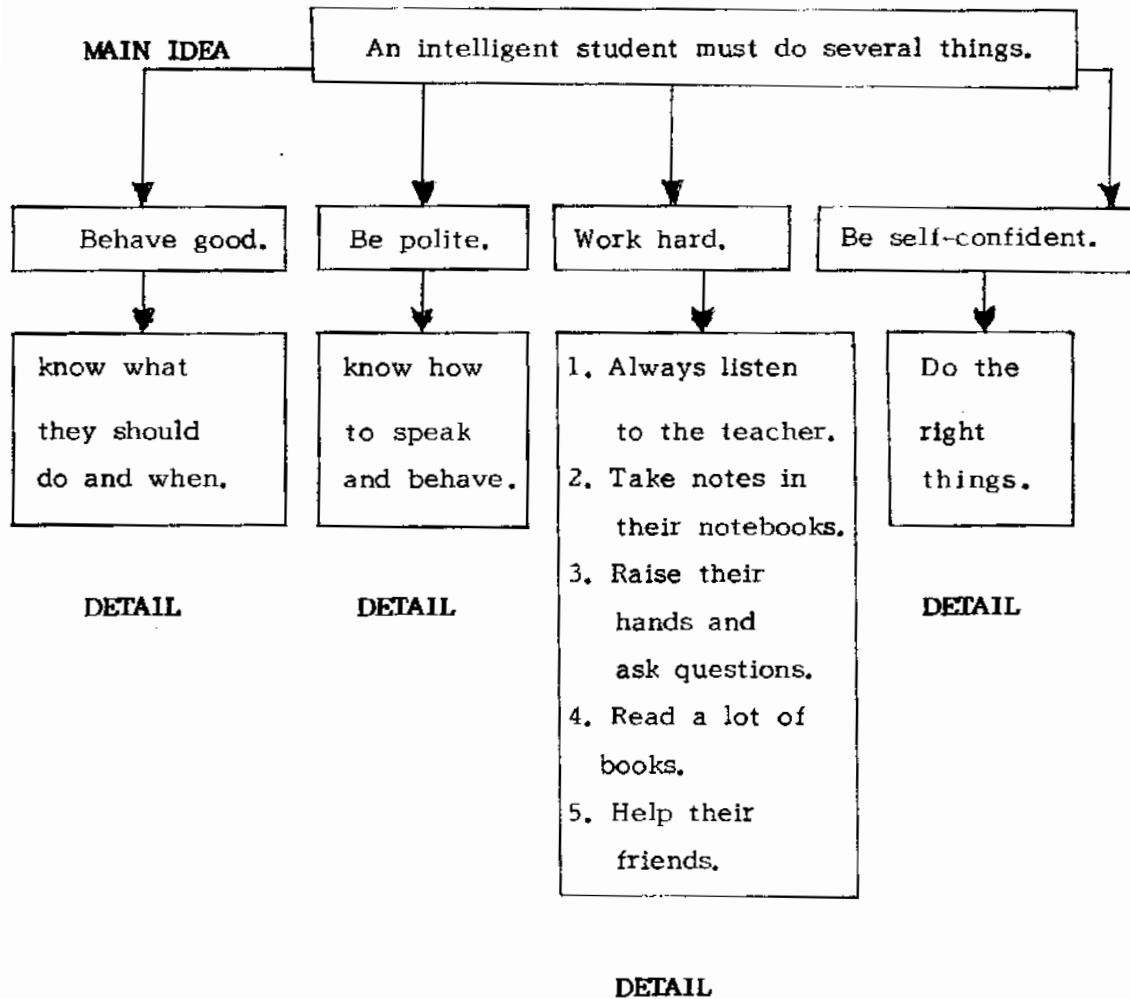 MAIN IDEA
An intelligent student must do several things.
Behave good.
Be polite.
Work hard.
Be self-confident.
know what
they should
do and when.
know how
to speak
and behave.
1. Always listen
to the teacher.
2. Take notes in
their notebooks.
3. Raise their
hands and
ask questions.
4. Read a lot of
books.
5. Help their
friends.
Do the
right
things.
DETAIL
DETAIL
DETAIL
DETAIL